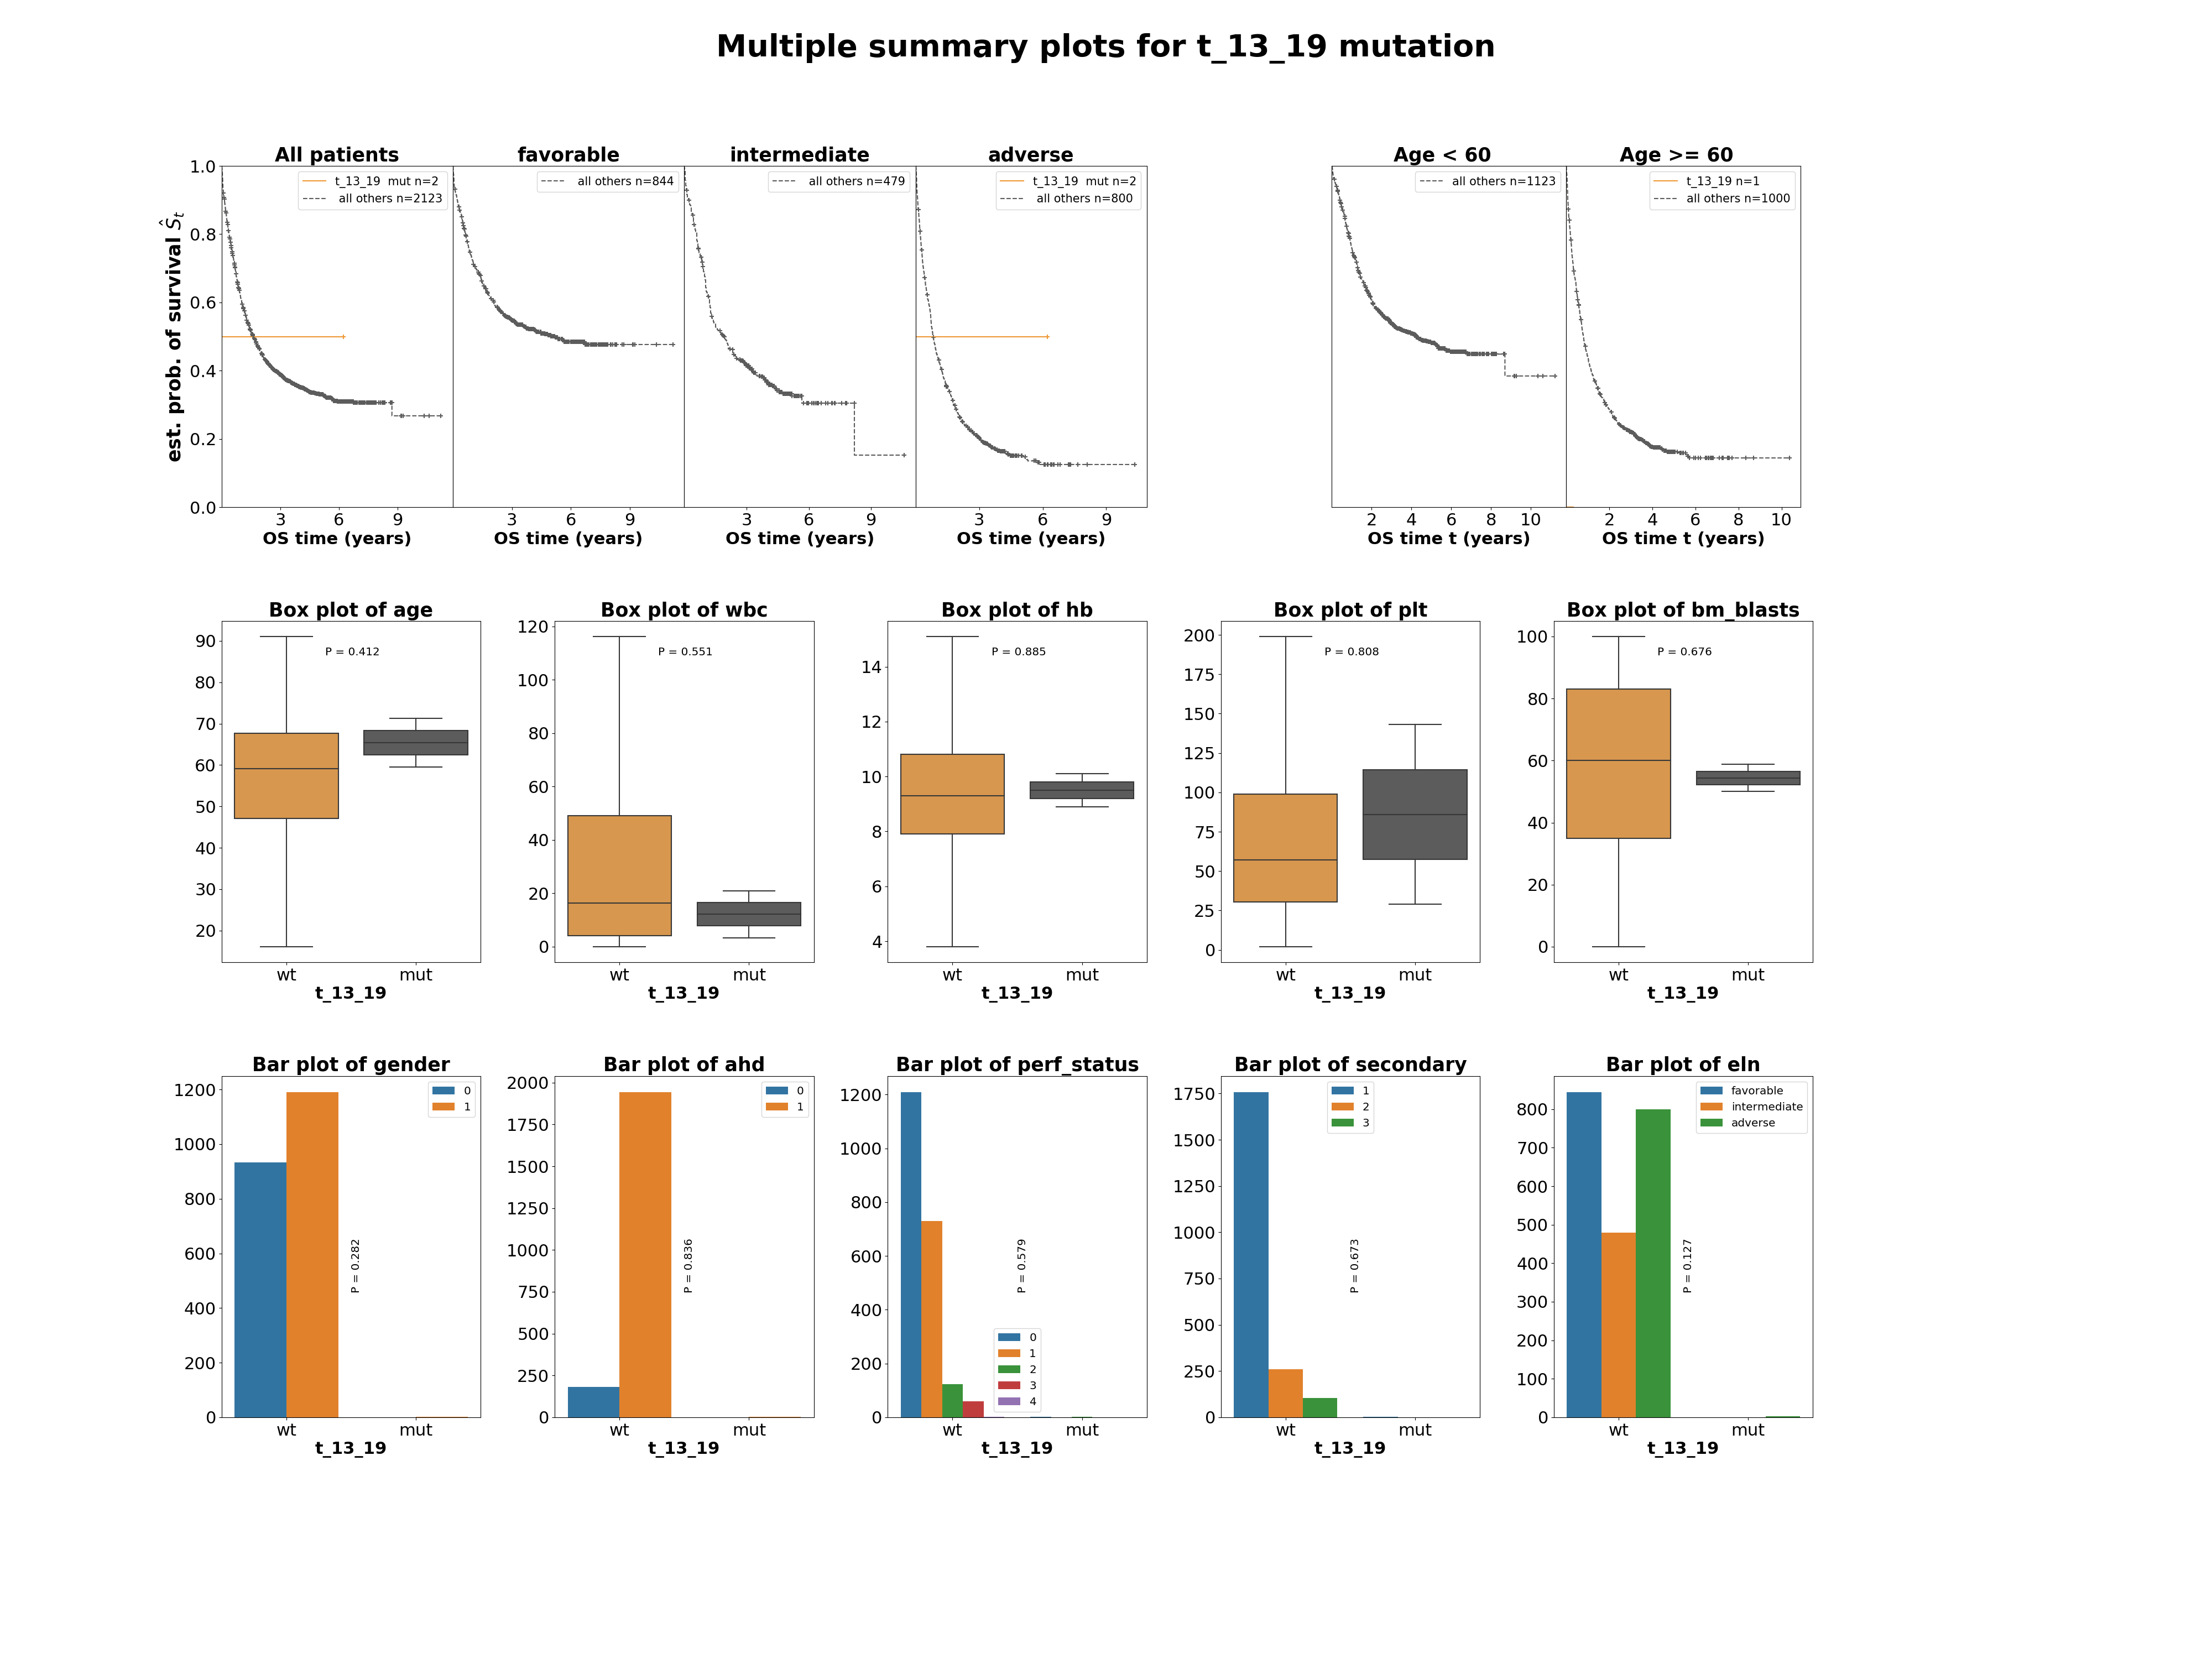 Multiple summary plots for t_13_19 mutation
All patients
favorable
intermediate
adverse
Age < 60
Age >= 60
est. prob. of survival Ŝt
1.0
0.8
0.6
0.4
0.2
0.0
t_13_19 mut n=2
all others n=2123
all others n=844
all others n=479
t_13_19 mut n=2
all others n=800
all others n=1123
t_13_19 n=1
all others n=1000
3 6 9
3 6 9
3 6 9
3 6 9
2 4 6 8 10
2 4 6 8 10
OS time (years)
OS time (years)
OS time (years)
OS time (years)
OS time t (years)
OS time t (years)
Box plot of age
P = 0.412
90
80
70
60
50
40
30
20
wt mut
t_13_19
Box plot of wbc
P = 0.551
120
100
80
60
40
20
0
wt mut
t_13_19
Box plot of hb
P = 0.885
14
12
10
8
6
4
wt mut
t_13_19
Box plot of plt
P = 0.808
200
175
150
125
100
75
50
25
0
wt mut
t_13_19
Box plot of bm_blasts
P = 0.676
100
80
60
40
20
0
wt mut
t_13_19
Bar plot of gender
0
1
P = 0.282
1200
1000
800
600
400
200
0
wt mut
t_13_19
Bar plot of ahd
0
1
P = 0.836
2000
1750
1500
1250
1000
750
500
250
0
wt mut
t_13_19
Bar plot of perf_status
P = 0.579
0
1
2
3
4
1200
1000
800
600
400
200
0
wt mut
t_13_19
Bar plot of secondary
1
2
3
P = 0.673
1750
1500
1250
1000
750
500
250
0
wt mut
t_13_19
Bar plot of eln
favorable
intermediate
adverse
P = 0.127
800
700
600
500
400
300
200
100
0
wt mut
t_13_19